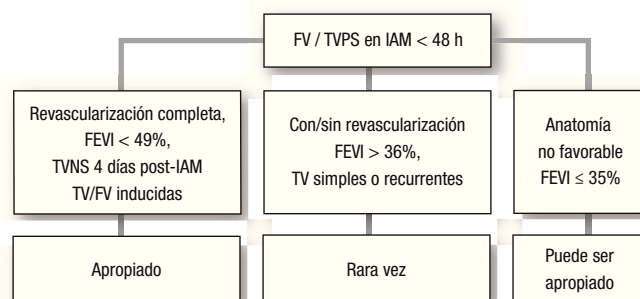 FV / TVPS en IAM < 48 h
Revascularización completa,
FEVI < 49%,
TVNS 4 días post-IAM
TV/FV inducidas
Con/sin revascularización
FEVI > 36%,
TV simples o recurrentes
Anatomía
no favorable
FEVI ≤ 35%
Apropiado
Rara vez
Puede ser
apropiado